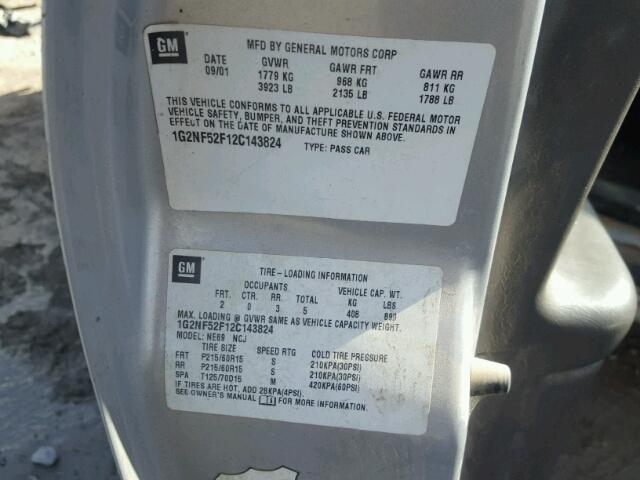 GM
MFD BY GENERAL MOTORS CORP
DATE GVWR GAWR FRT GAWR RR
09/01 1779 KG 968 KG 811 KG
3923 LB 2135 LB 1788 LB
THIS VEHICLE CONFORMS TO ALL APPLICABLE U.S. FEDERAL MOTOR
VEHICLE SAFETY, BUMPER, AND THEFT PREVENTION STANDARDS IN
EFFECT ON THE DATE OF MANUFACTURE SHOWN ABOVE.
1G2NF52F12C143824 TYPE: PASS CAR
GM
TIRE-LOADING INFORMATION
OCCUPANTS VEHICLE CAP. WT.
FRT. CTR. RR. TOTAL KG LBS
2 0 3 5 408 899
MAX. LOADING @ GVWR SAME AS VEHICLE CAPACITY WEIGHT.
1G2NF52F12C143824
MODEL: NE69 NCJ
TIRE SIZE SPEED RTG COLD TIRE PRESSURE
FRT P215/60R15 S 210KPA(30PSI)
RR P215/60R15 S 210KPA(30PSI)
SPA T125/70D15 M 420KPA(60PSI)
IF TIRES ARE HOT, ADD 28KPA(4PSI).
SEE OWNER'S MANUAL FOR MORE INFORMATION.